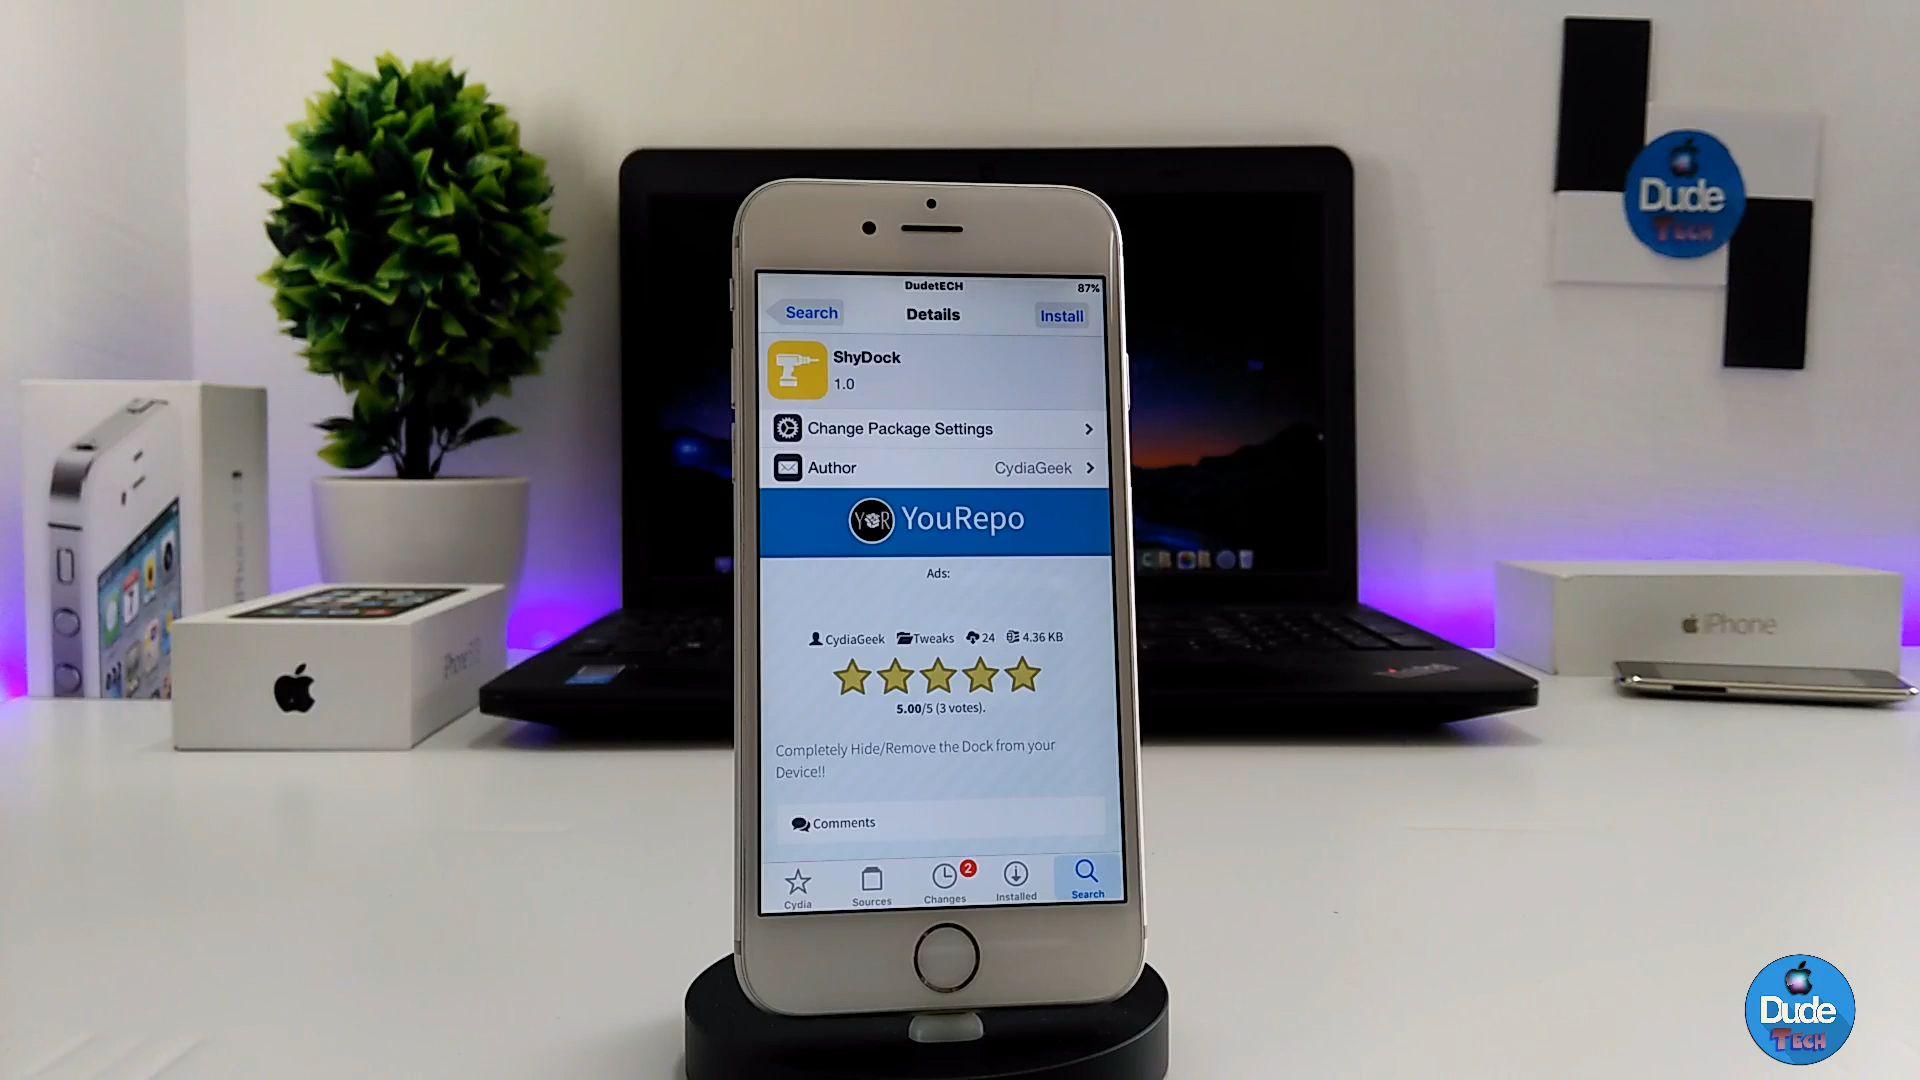 DudetECH
87%
Search
Details
Install
ShyDock
1.0
Change Package Settings
Author
CydiaGeek
YOR YouRepo
Ads:
CydiaGeek Tweaks 24 4.36 KB
5.00/5 (3 votes).
Completely Hide/Remove the Dock from your
Device!!
Comments
2
Cydia
Sources
Changes
Installed
Search
Dude
TECH
iPhone
Dude
TECH